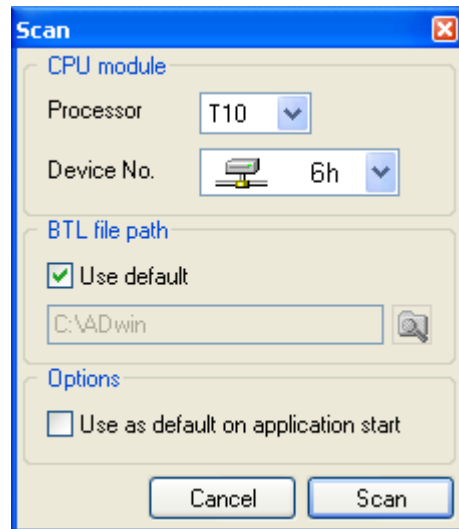 Scan
CPU module
Processor T10
Device No. 6h
BTL file path
Use default
C:\ADwin
Options
Use as default on application start
Cancel Scan